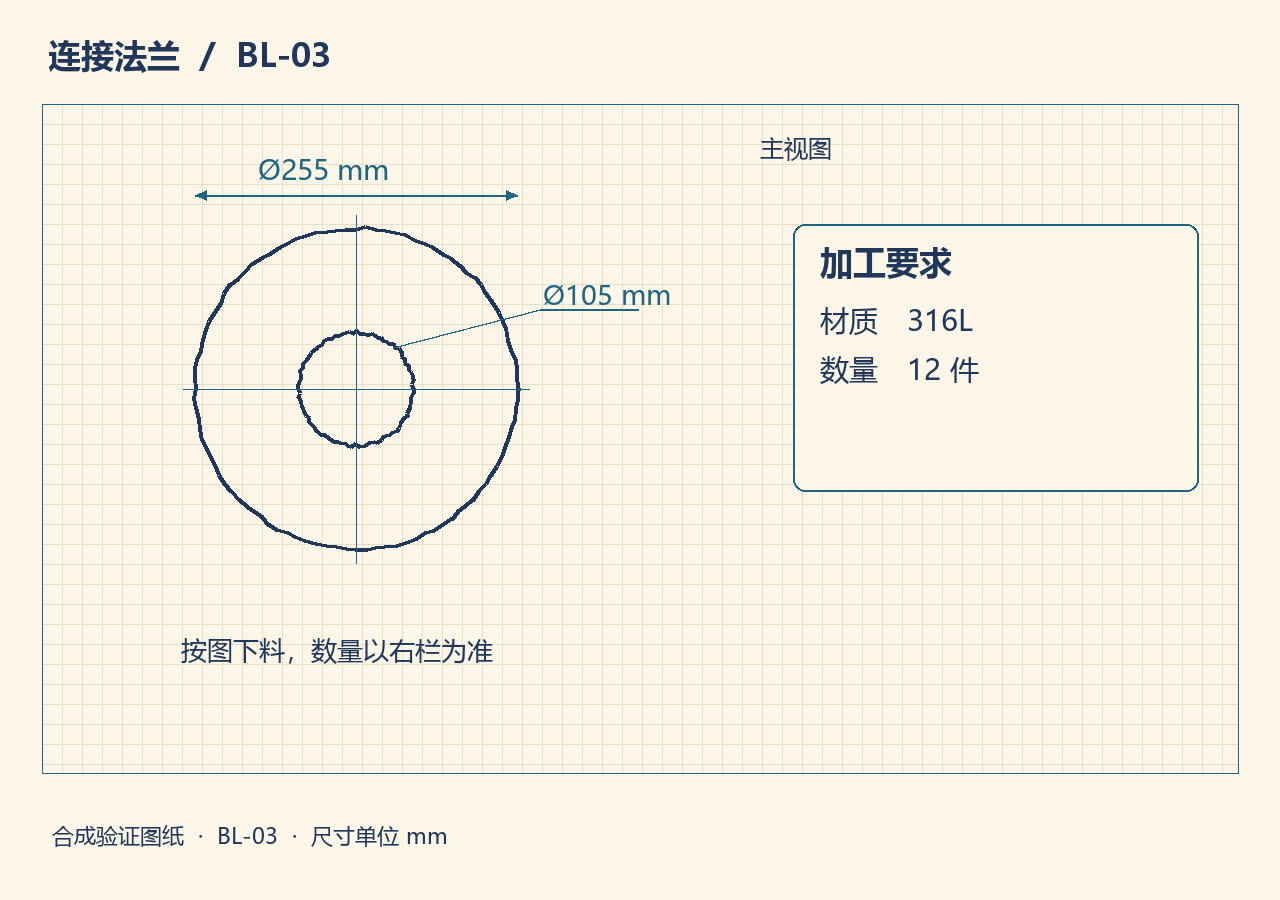 连接法兰 / BL-03
主视图
Ø255 mm
Ø105 mm
加工要求
材质 316L
数量 12 件
按图下料，数量以右栏为准
合成验证图纸 · BL-03 · 尺寸单位 mm